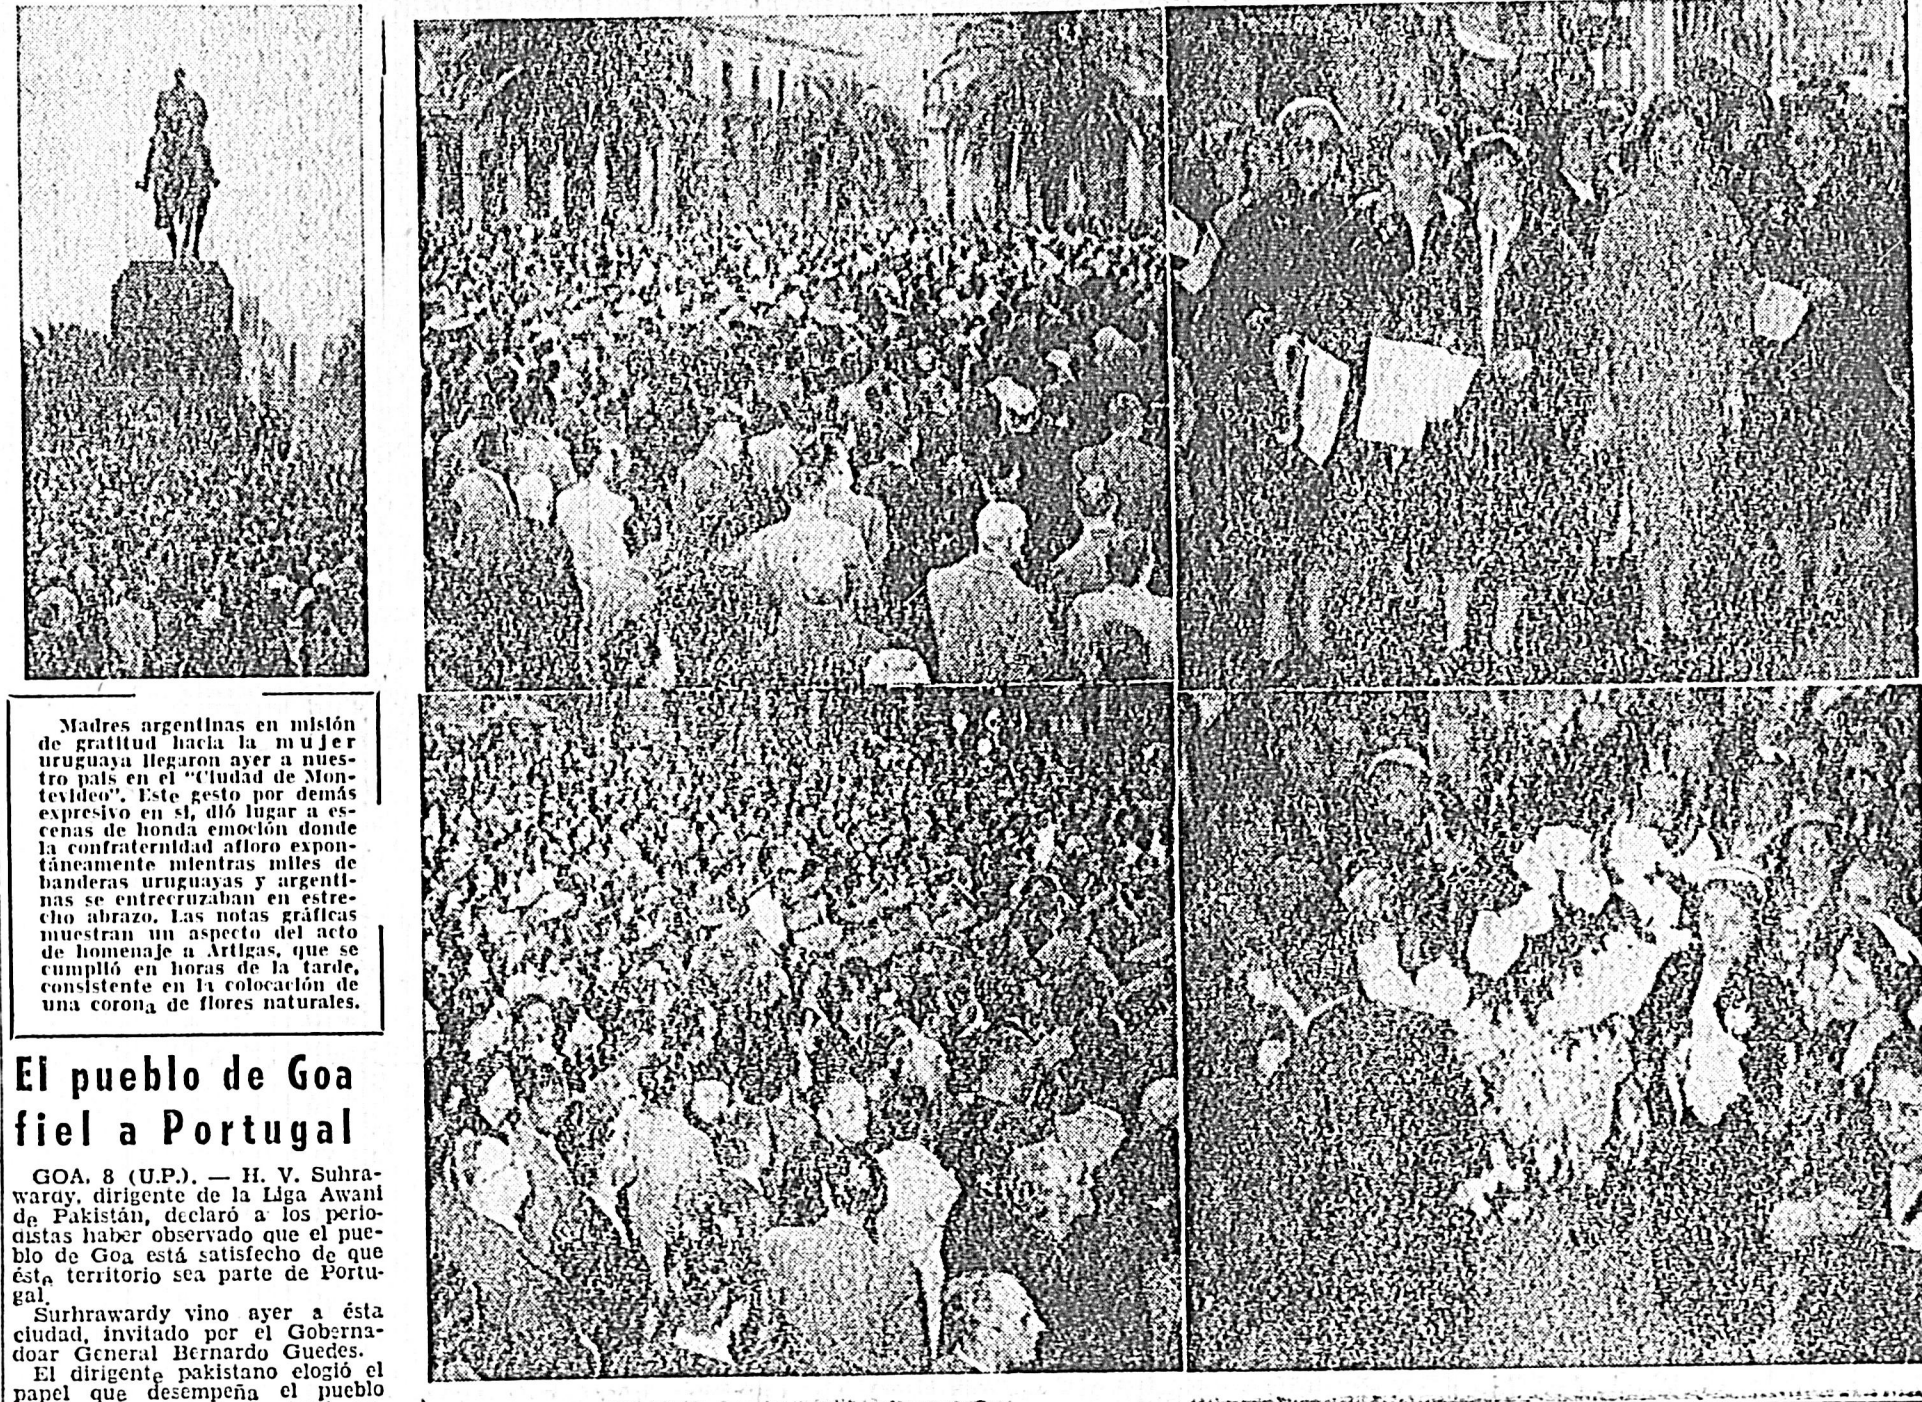 Madres argentinas en misión
de gratitud hacia la mujer
uruguaya llegaron ayer a nues-
tro país en el "Ciudad de Mon-
tevideo". Este gesto por demás
expresivo en si, dió lugar a es-
cenas de honda emoción donde
la confraternidad afloro expon-
táneamente mientras miles de
banderas uruguayas y argenti-
nas se entrecruzaban en estre-
cho abrazo. Las notas gráficas
muestran un aspecto del acto
de homenaje a Artigas, que se
cumplió en horas de la tarde,
consistente en la colocación de
una corona de flores naturales.
El pueblo de Goa
fiel a Portugal
GOA, 8 (U.P.). — H. V. Suhra-
wardy, dirigente de la Liga Awani
de Pakistán, declaró a los perio-
distas haber observado que el pue-
blo de Goa está satisfecho de que
éste territorio sea parte de Portu-
gal.
Surhrawardy vino ayer a ésta
ciudad, invitado por el Goberna-
doar General Bernardo Guedes.
El dirigente pakistano elogió el
papel que desempeña el pueblo